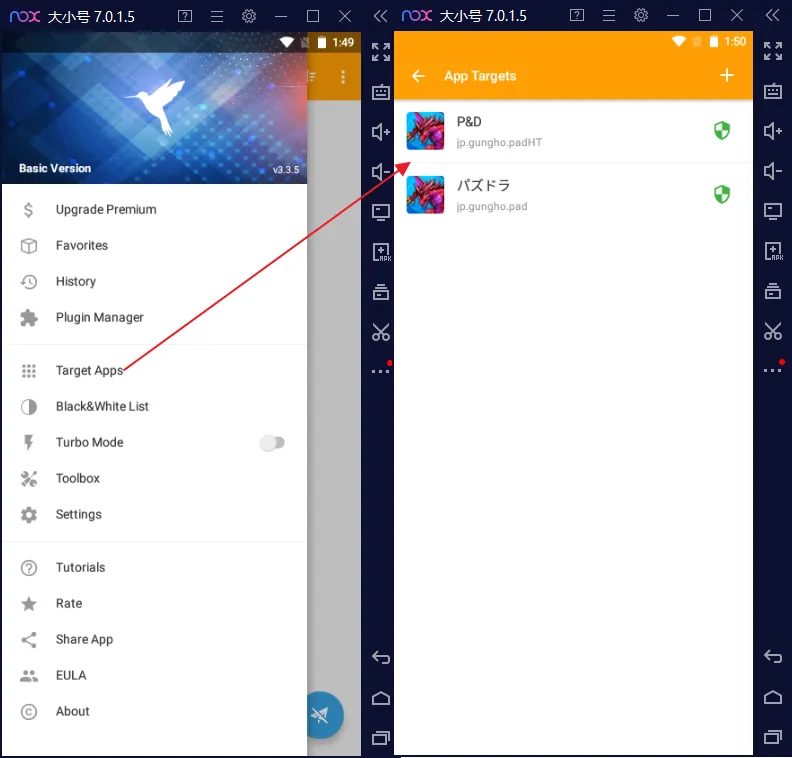 nox 大小号 7.0.1.5
1:49
Basic Version
v3.3.5
Upgrade Premium
Favorites
History
Plugin Manager
Target Apps
Black&White List
Turbo Mode
Toolbox
Settings
Tutorials
Rate
Share App
EULA
About
APK
nox 大小号 7.0.1.5
1:50
App Targets
P&D
jp.gungho.padHT
パズドラ
jp.gungho.pad
APK